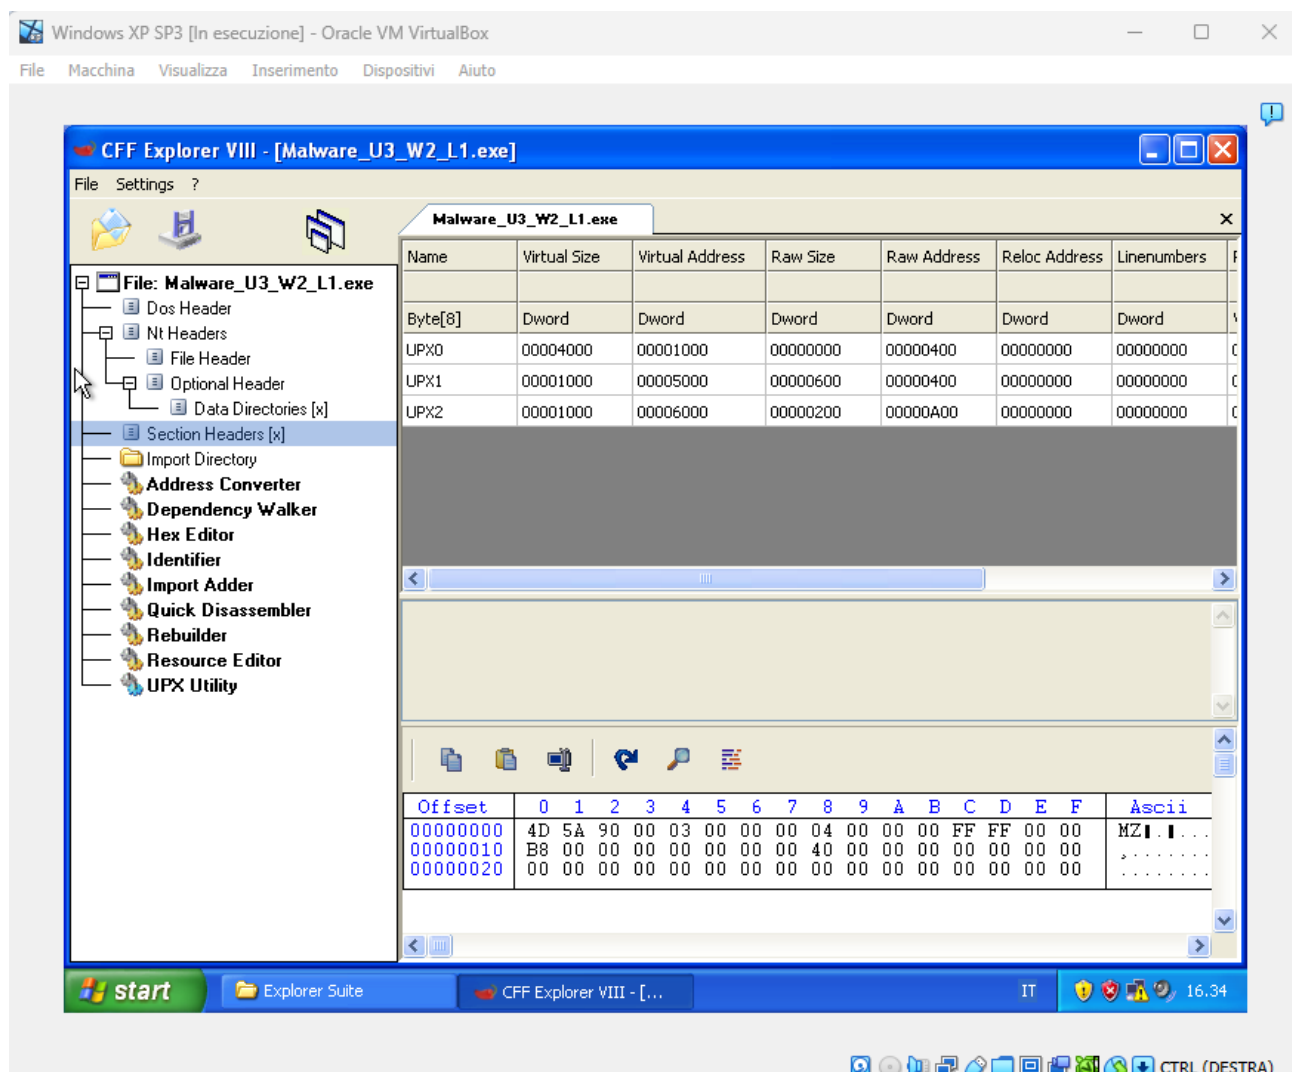 Windows XP SP3 [In esecuzione] - Oracle VM VirtualBox
File Macchina Visualizza Inserimento Dispositivi Aiuto
CFF Explorer VIII - [Malware_U3_W2_L1.exe]
File Settings ?
Malware_U3_W2_L1.exe
File: Malware_U3_W2_L1.exe
Dos Header
Nt Headers
File Header
Optional Header
Data Directories [x]
Section Headers [x]
Import Directory
Address Converter
Dependency Walker
Hex Editor
Identifier
Import Adder
Quick Disassembler
Rebuilder
Resource Editor
UPX Utility
Name Virtual Size Virtual Address Raw Size Raw Address Reloc Address Linenumbers
Byte[8] Dword Dword Dword Dword Dword Dword
UPX0 00004000 00001000 00000000 00000400 00000000 00000000
UPX1 00001000 00005000 00000600 00000400 00000000 00000000
UPX2 00001000 00006000 00000200 00000A00 00000000 00000000
Offset 0 1 2 3 4 5 6 7 8 9 A B C D E F Ascii
00000000 4D 5A 90 00 03 00 00 00 04 00 00 00 FF FF 00 00 MZ▮.▮...
00000010 B8 00 00 00 00 00 00 00 40 00 00 00 00 00 00 00 ¸.......
00000020 00 00 00 00 00 00 00 00 00 00 00 00 00 00 00 00 ........
start Explorer Suite CFF Explorer VIII - [... IT 16.34
CTRL (DESTRA)